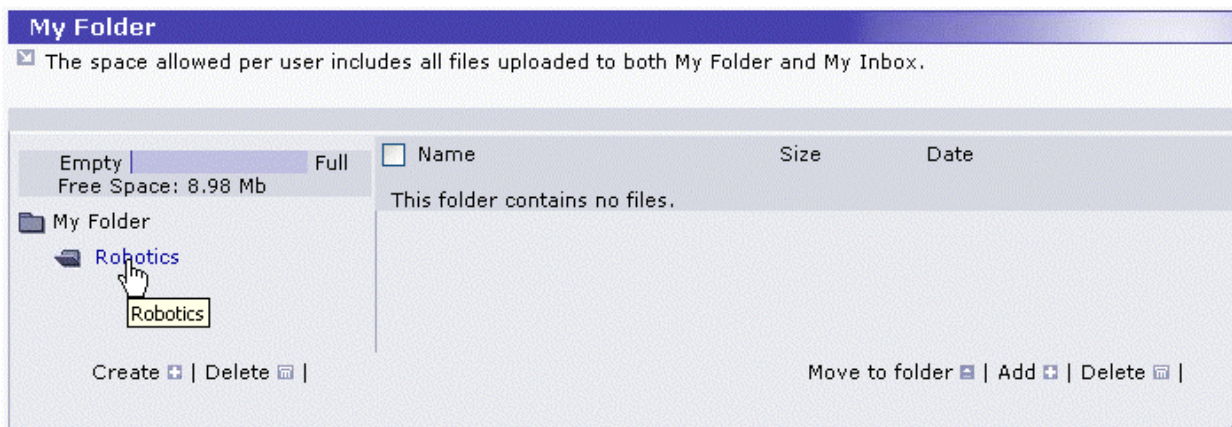 My Folder
The space allowed per user includes all files uploaded to both My Folder and My Inbox.
Empty Full
Free Space: 8.98 Mb
My Folder
Robotics
Robotics
Create | Delete |
Name Size Date
This folder contains no files.
Move to folder | Add | Delete |